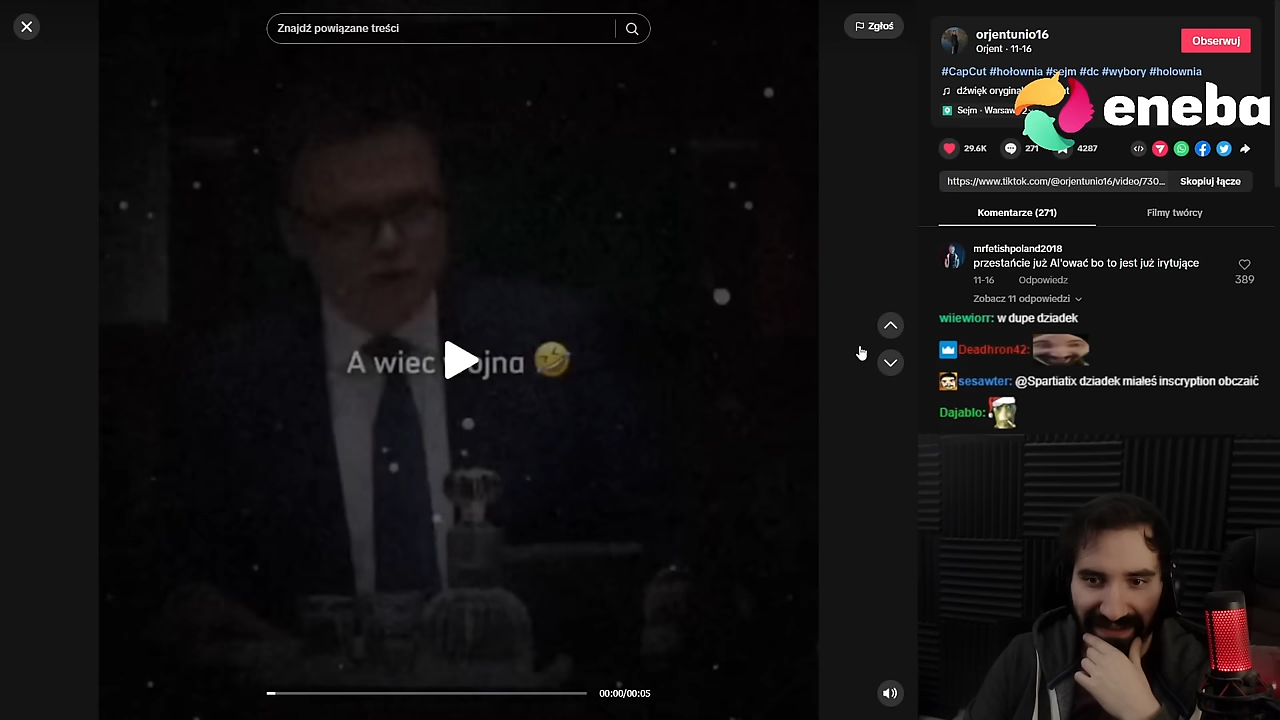 Znajdź powiązane treści
Zgłoś
A wiec
jna 🤣
00:00/00:05
orjentunio16
Orjent · 11-16
Obserwuj
#CapCut #hołownia #sejm #dc #wybory #holownia
dźwięk
Sejm - Warsaw
eneba
29.6K
271
4287
https://www.tiktok.com/@orjentunio16/video/730...
Skopiuj łącze
Komentarze (271)
Filmy twórcy
mrfetishpoland2018
przestańcie już AI'ować bo to jest już irytujące
389
11-16 Odpowiedz
Zobacz 11 odpowiedzi
wiiewiorr: w dupe dziadek
Deadhron42:
sesawter: @Spartiatix dziadek miałeś inscryption obczaić
Dajablo: